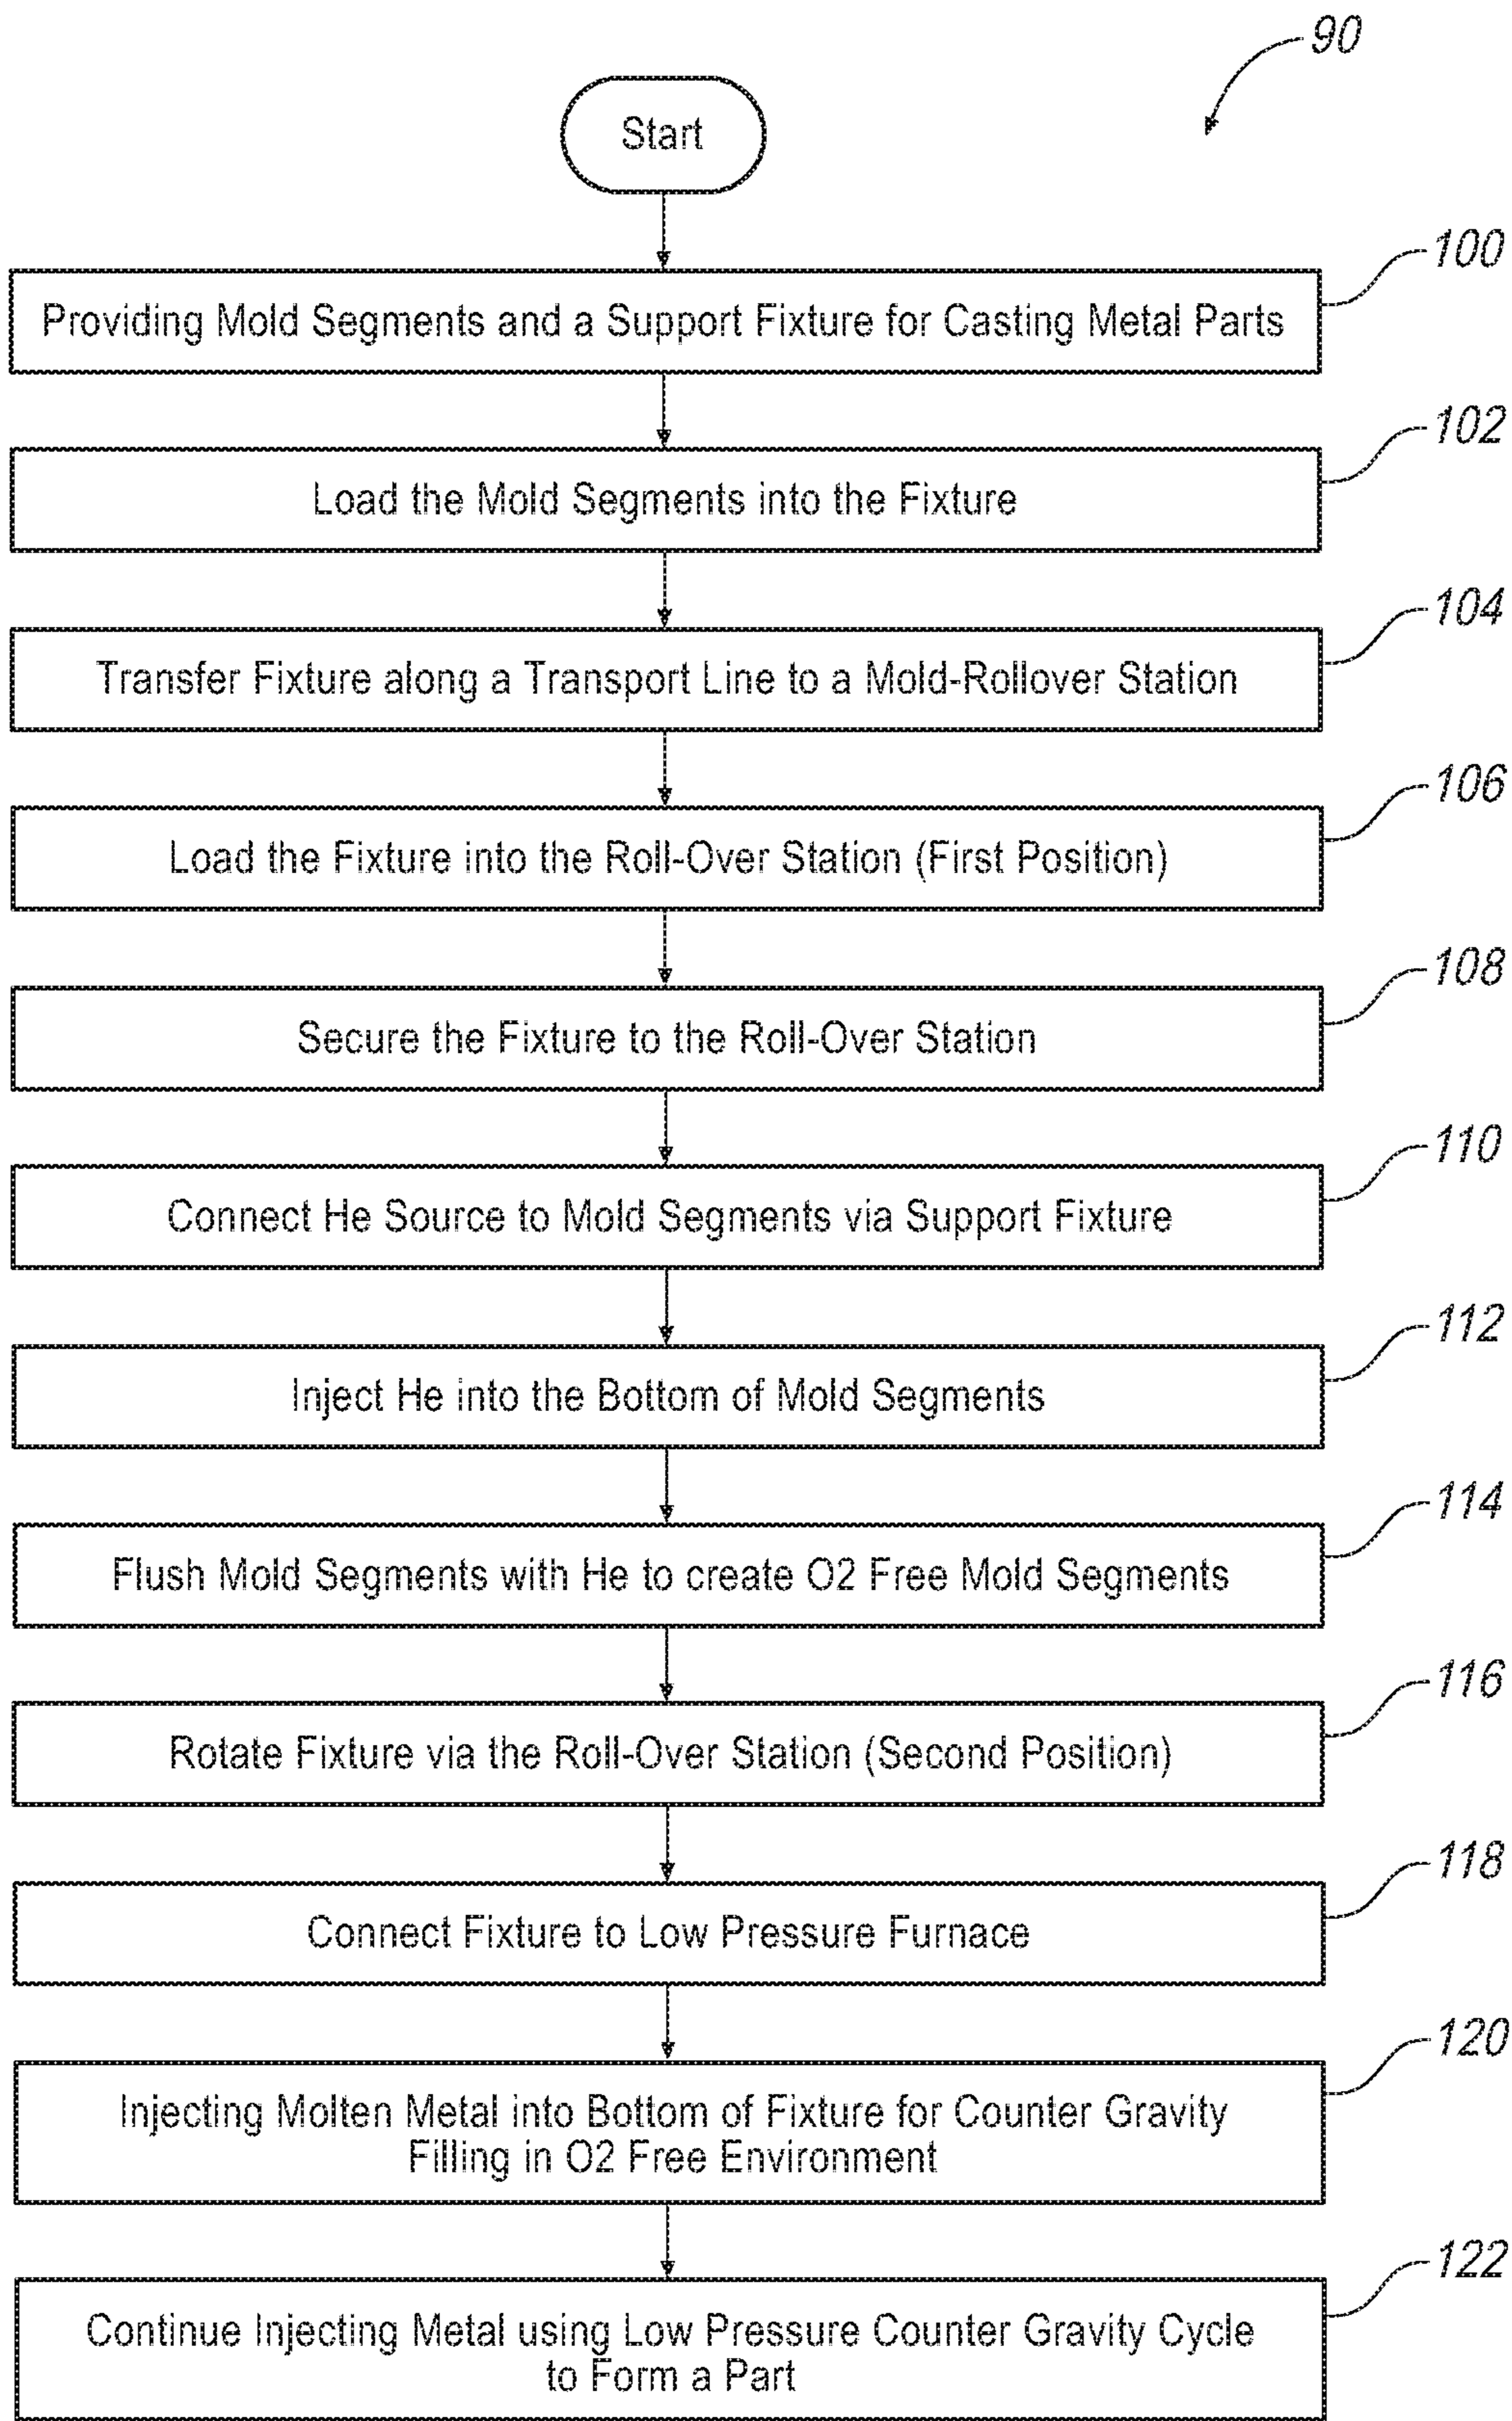 90
Start
100
Providing Mold Segments and a Support Fixture for Casting Metal Parts
102
Load the Mold Segments into the Fixture
104
Transfer Fixture along a Transport Line to a Mold-Rollover Station
106
Load the Fixture into the Roll-Over Station (First Position)
108
Secure the Fixture to the Roll-Over Station
110
Connect He Source to Mold Segments via Support Fixture
112
Inject He into the Bottom of Mold Segments
114
Flush Mold Segments with He to create O2 Free Mold Segments
116
Rotate Fixture via the Roll-Over Station (Second Position)
118
Connect Fixture to Low Pressure Furnace
120
Injecting Molten Metal into Bottom of Fixture for Counter Gravity
Filling in O2 Free Environment
122
Continue Injecting Metal using Low Pressure Counter Gravity Cycle
to Form a Part